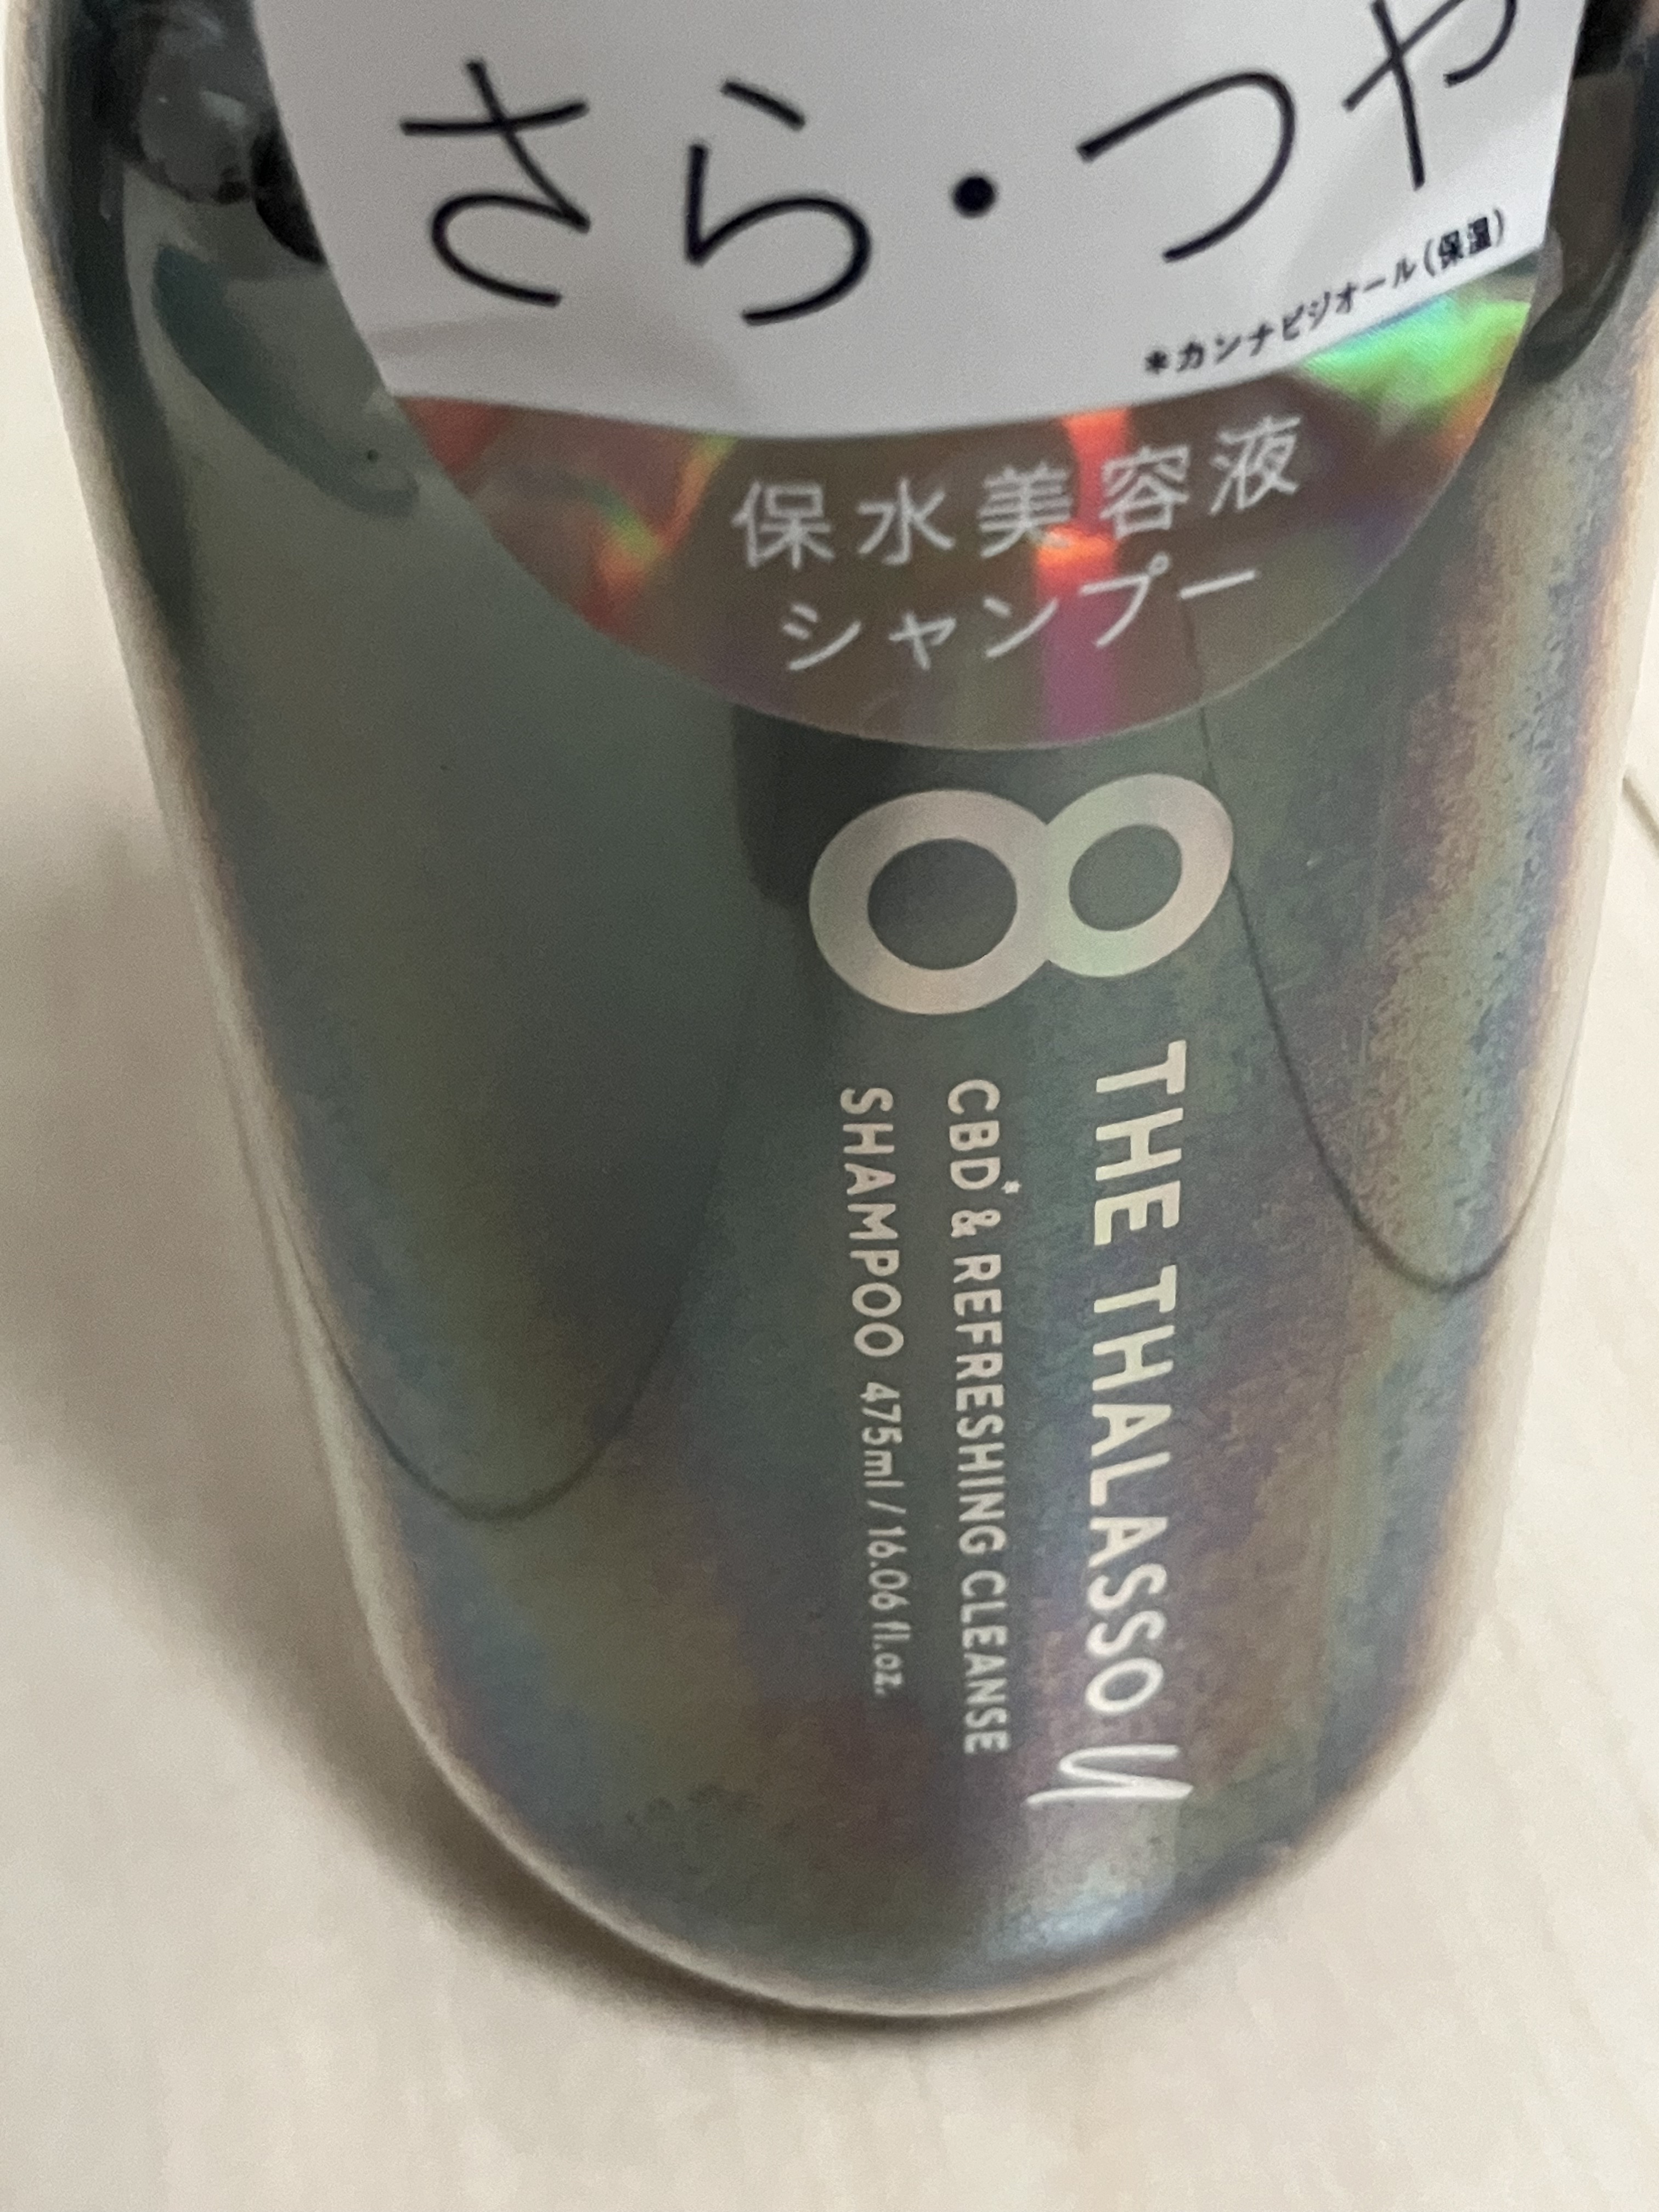 さら・つや
*カンナビジオール(保湿)
保水美容液
シャンプー
8 THE THALASSO u
CBD* & REFRESHING CLEANSE
SHAMPOO 475ml / 16.06 fl.oz.